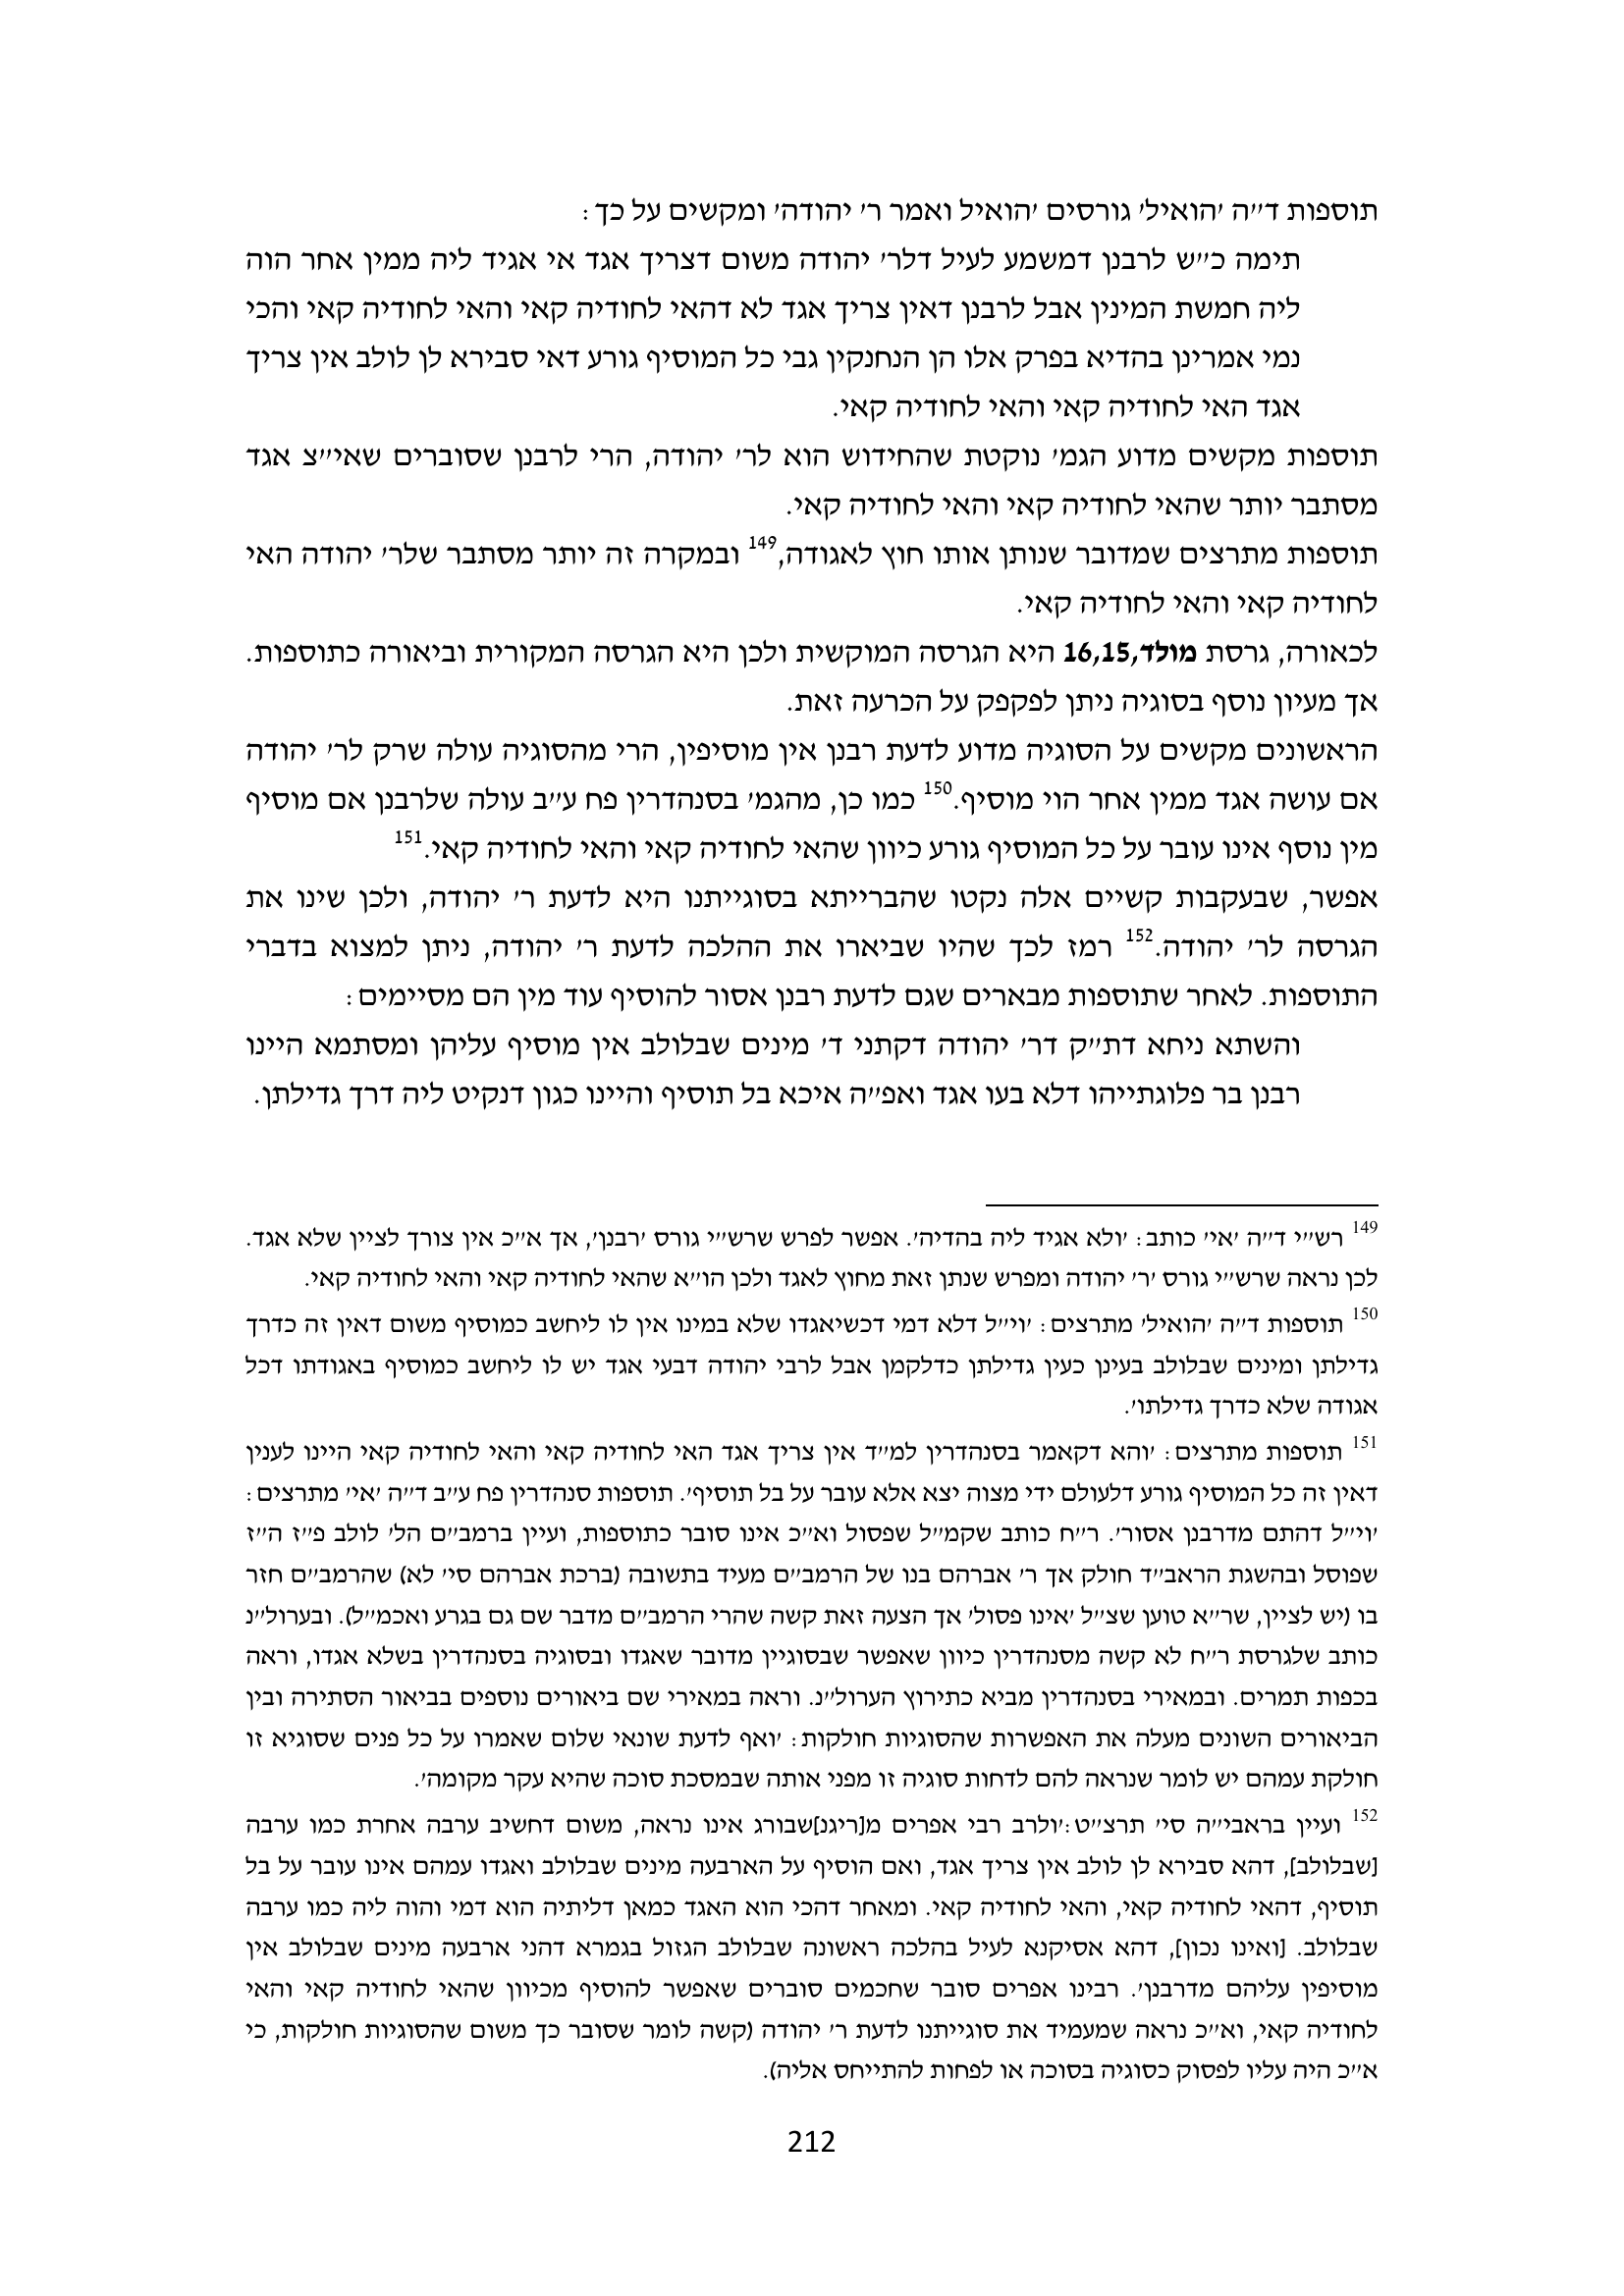 תוספות ד״ה ׳הואיל׳ גורסים ׳הואיל ואמר ר׳ יהודה׳ ומקשים על כך:
תימה כ״ש לרבנן דמשמע לעיל דלר׳ יהודה משום דצריך אגד אי אגיד ליה ממין אחר הוה
ליה חמשת המינין אבל לרבנן דאין צריך אגד לא דהאי לחודיה קאי והאי לחודיה קאי והכי
נמי אמרינן בהדיא בפרק אלו הן הנחנקין גבי כל המוסיף גורע דאי סבירא לן לולב אין צריך
אגד האי לחודיה קאי והאי לחודיה קאי.
תוספות מקשים מדוע הגמ׳ נוקטת שהחידוש הוא לר׳ יהודה, הרי לרבנן שסוברים שאי״צ אגד
מסתבר יותר שהאי לחודיה קאי והאי לחודיה קאי.
תוספות מתרצים שמדובר שנותן אותו חוץ לאגודה,149 ובמקרה זה יותר מסתבר שלר׳ יהודה האי
לחודיה קאי והאי לחודיה קאי.
לכאורה, גרסת מולד,16,15 היא הגרסה המוקשית ולכן היא הגרסה המקורית וביאורה כתוספות.
אך מעיון נוסף בסוגיה ניתן לפקפק על הכרעה זאת.
הראשונים מקשים על הסוגיה מדוע לדעת רבנן אין מוסיפין, הרי מהסוגיה עולה שרק לר׳ יהודה
אם עושה אגד ממין אחר הוי מוסיף.150 כמו כן, מהגמ׳ בסנהדרין פח ע״ב עולה שלרבנן אם מוסיף
מין נוסף אינו עובר על כל המוסיף גורע כיוון שהאי לחודיה קאי והאי לחודיה קאי.151
אפשר, שבעקבות קשיים אלה נקטו שהברייתא בסוגייתנו היא לדעת ר׳ יהודה, ולכן שינו את
הגרסה לר׳ יהודה.152 רמז לכך שהיו שביארו את ההלכה לדעת ר׳ יהודה, ניתן למצוא בדברי
התוספות. לאחר שתוספות מבארים שגם לדעת רבנן אסור להוסיף עוד מין הם מסיימים:
והשתא ניחא דת״ק דר׳ יהודה דקתני ד׳ מינים שבלולב אין מוסיף עליהן ומסתמא היינו
רבנן בר פלוגתייהו דלא בעו אגד ואפ״ה איכא בל תוסיף והיינו כגון דנקיט ליה דרך גדילתן.
149 רש״י ד״ה ׳אי׳ כותב: ׳ולא אגיד ליה בהדיה׳. אפשר לפרש שרש״י גורס ׳רבנן׳, אך א״כ אין צורך לציין שלא אגד.
לכן נראה שרש״י גורס ׳ר׳ יהודה ומפרש שנתן זאת מחוץ לאגד ולכן הו״א שהאי לחודיה קאי והאי לחודיה קאי.
150 תוספות ד״ה ׳הואיל׳ מתרצים: ׳וי״ל דלא דמי דכשיאגדו שלא במינו אין לו ליחשב כמוסיף משום דאין זה כדרך
גדילתן ומינים שבלולב בעינן כעין גדילתן כדלקמן אבל לרבי יהודה דבעי אגד יש לו ליחשב כמוסיף באגודתו דכל
אגודה שלא כדרך גדילתו׳.
151 תוספות מתרצים: ׳והא דקאמר בסנהדרין למ״ד אין צריך אגד האי לחודיה קאי והאי לחודיה קאי היינו לענין
דאין זה כל המוסיף גורע דלעולם ידי מצוה יצא אלא עובר על בל תוסיף׳. תוספות סנהדרין פח ע״ב ד״ה ׳אי׳ מתרצים:
׳וי״ל דהתם מדרבנן אסור׳. ר״ח כותב שקמ״ל שפסול וא״כ אינו סובר כתוספות, ועיין ברמב״ם הל׳ לולב פ״ז ה״ז
שפוסל ובהשגת הראב״ד חולק אך ר׳ אברהם בנו של הרמב״ם מעיד בתשובה (ברכת אברהם סי׳ לא) שהרמב״ם חזר
בו (יש לציין, שר״א טוען שצ״ל ׳אינו פסול׳ אך הצעה זאת קשה שהרי הרמב״ם מדבר שם גם בגרע ואכמ״ל). ובערול״נ
כותב שלגרסת ר״ח לא קשה מסנהדרין כיוון שאפשר שבסוגיין מדובר שאגדו ובסוגיה בסנהדרין בשלא אגדו, וראה
בכפות תמרים. ובמאירי בסנהדרין מביא כתירוץ הערול״נ. וראה במאירי שם ביאורים נוספים בביאור הסתירה ובין
הביאורים השונים מעלה את האפשרות שהסוגיות חולקות: ׳ואף לדעת שונאי שלום שאמרו על כל פנים שסוגיא זו
חולקת עמהם יש לומר שנראה להם לדחות סוגיה זו מפני אותה שבמסכת סוכה שהיא עקר מקומה׳.
152 ועיין בראבי״ה סי׳ תרצ״ט:׳ולרב רבי אפרים מ[ריגנ]שבורג אינו נראה, משום דחשיב ערבה אחרת כמו ערבה
[שבלולב], דהא סבירא לן לולב אין צריך אגד, ואם הוסיף על הארבעה מינים שבלולב ואגדו עמהם אינו עובר על בל
תוסיף, דהאי לחודיה קאי, והאי לחודיה קאי. ומאחר דהכי הוא האגד כמאן דליתיה הוא דמי והוה ליה כמו ערבה
שבלולב. [ואינו נכון], דהא אסיקנא לעיל בהלכה ראשונה שבלולב הגזול בגמרא דהני ארבעה מינים שבלולב אין
מוסיפין עליהם מדרבנן׳. רבינו אפרים סובר שחכמים סוברים שאפשר להוסיף מכיוון שהאי לחודיה קאי והאי
לחודיה קאי, וא״כ נראה שמעמיד את סוגייתנו לדעת ר׳ יהודה (קשה לומר שסובר כך משום שהסוגיות חולקות, כי
א״כ היה עליו לפסוק כסוגיה בסוכה או לפחות להתייחס אליה).
212